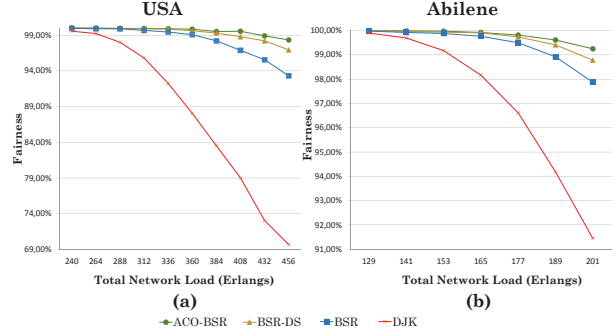 USA
Abilene
Fairness
99,00%
94,00%
89,00%
84,00%
79,00%
74,00%
69,00%
240 264 288 312 336 360 384 408 432 456
Total Network Load (Erlangs)
(a)
Fairness
100,00%
99,00%
98,00%
97,00%
96,00%
95,00%
94,00%
93,00%
92,00%
91,00%
129 141 153 165 177 189 201
Total Network Load (Erlangs)
(b)
ACO-BSR BSR-DS BSR DJK